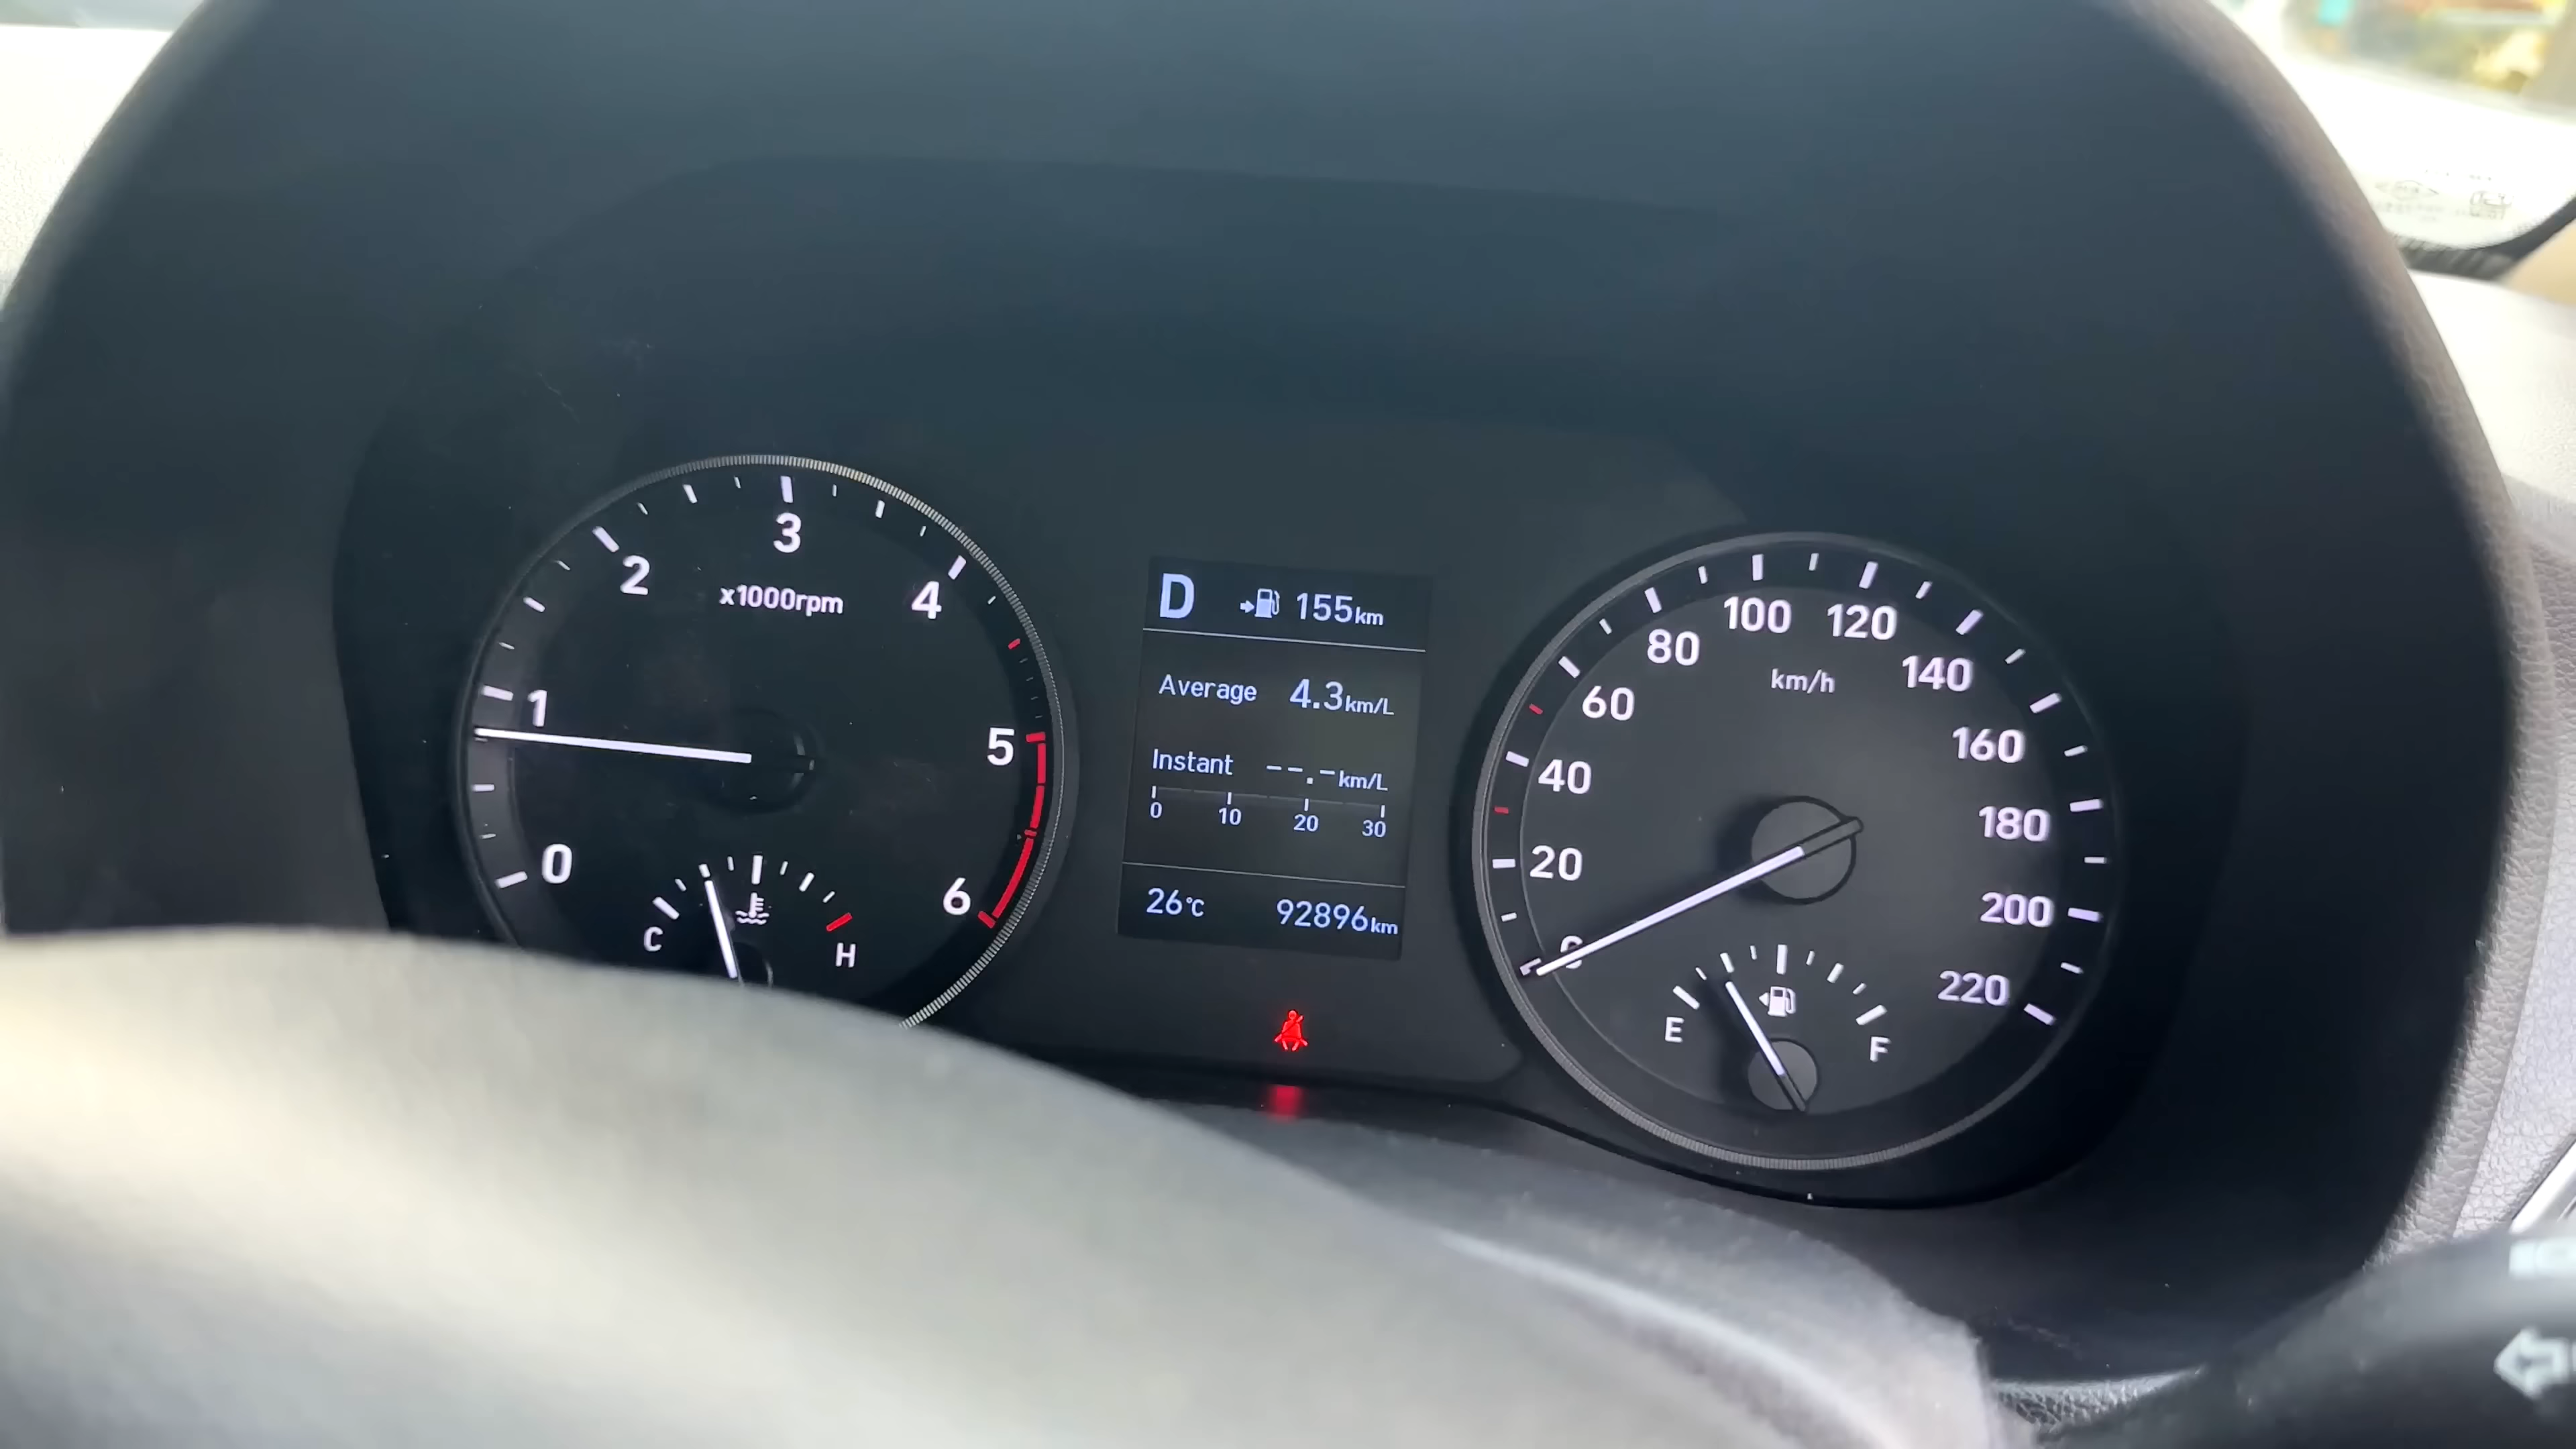 0
1
2
3
4
5
6
x1000rpm
C
H
D 155km
Average 4.3km/L
Instant --.-km/L
0 10 20 30
26°C 92896km
20
40
60
80
100
120
140
160
180
200
220
km/h
E
F